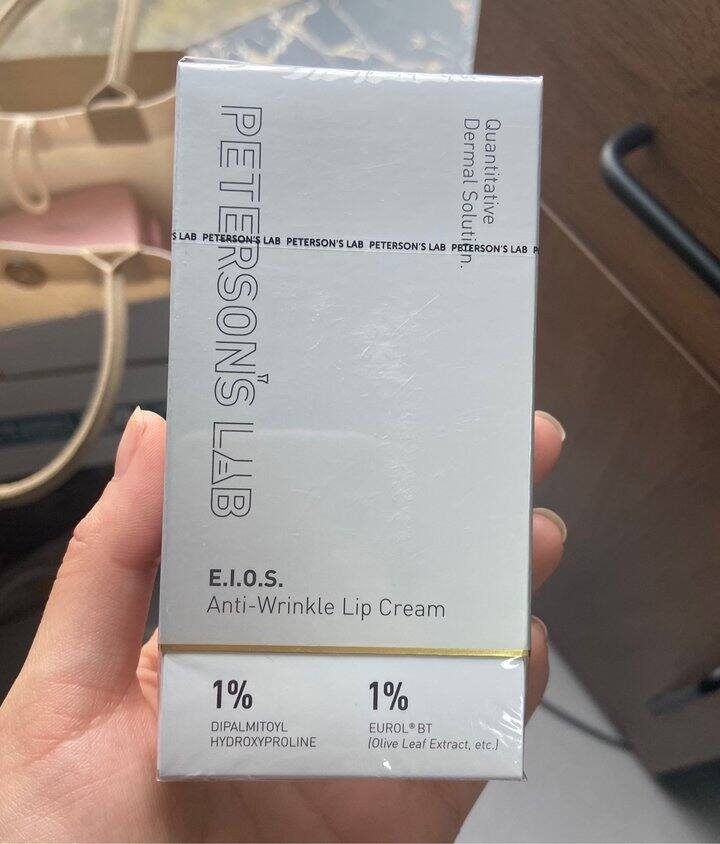 Quantitative
Dermal Solution.
PETERSON'S LAB
S LAB PETERSON'S LAB PETERSON'S LAB PETERSON'S LAB PETERSON'S LAB P
E.I.O.S.
Anti-Wrinkle Lip Cream
1%
DIPALMITOYL
HYDROXYPROLINE
1%
EUROL® BT
(Olive Leaf Extract, etc.)